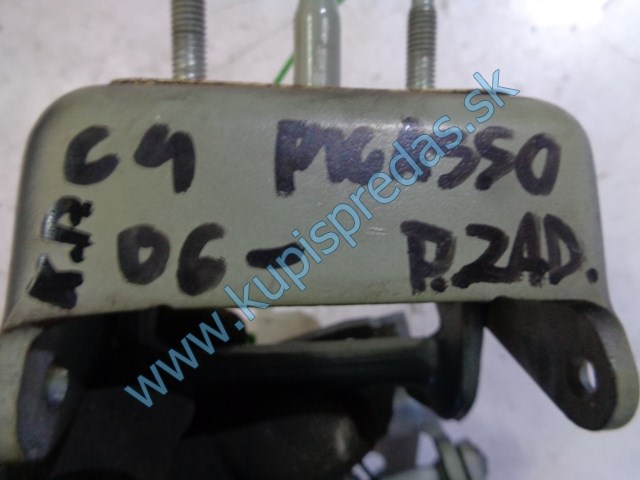 C4 PICASSO
06- P.ZAD.
www.kupispredas.sk